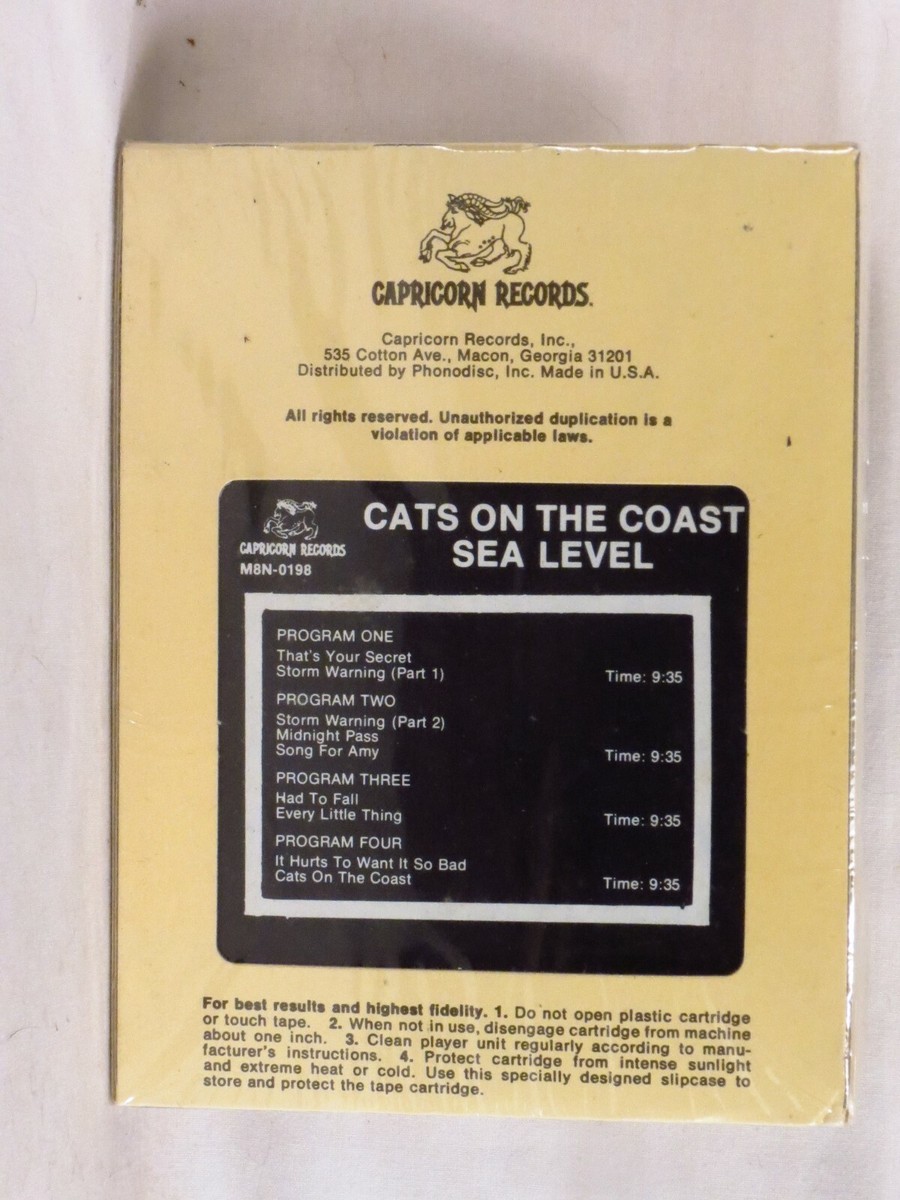 CAPRICORN RECORDS.
Capricorn Records, Inc.,
535 Cotton Ave., Macon, Georgia 31201
Distributed by Phonodisc, Inc. Made in U.S.A.
All rights reserved. Unauthorized duplication is a
violation of applicable laws.
CATS ON THE COAST
SEA LEVEL
CAPRICORN RECORDS
M8N-0198
PROGRAM ONE
That's Your Secret
Storm Warning (Part 1) Time: 9:35
PROGRAM TWO
Storm Warning (Part 2)
Midnight Pass
Song For Amy Time: 9:35
PROGRAM THREE
Had To Fall
Every Little Thing Time: 9:35
PROGRAM FOUR
It Hurts To Want It So Bad
Cats On The Coast Time: 9:35
For best results and highest fidelity. 1. Do not open plastic cartridge
or touch tape. 2. When not in use, disengage cartridge from machine
about one inch. 3. Clean player unit regularly according to manu-
facturer's instructions. 4. Protect cartridge from intense sunlight
and extreme heat or cold. Use this specially designed slipcase to
store and protect the tape cartridge.